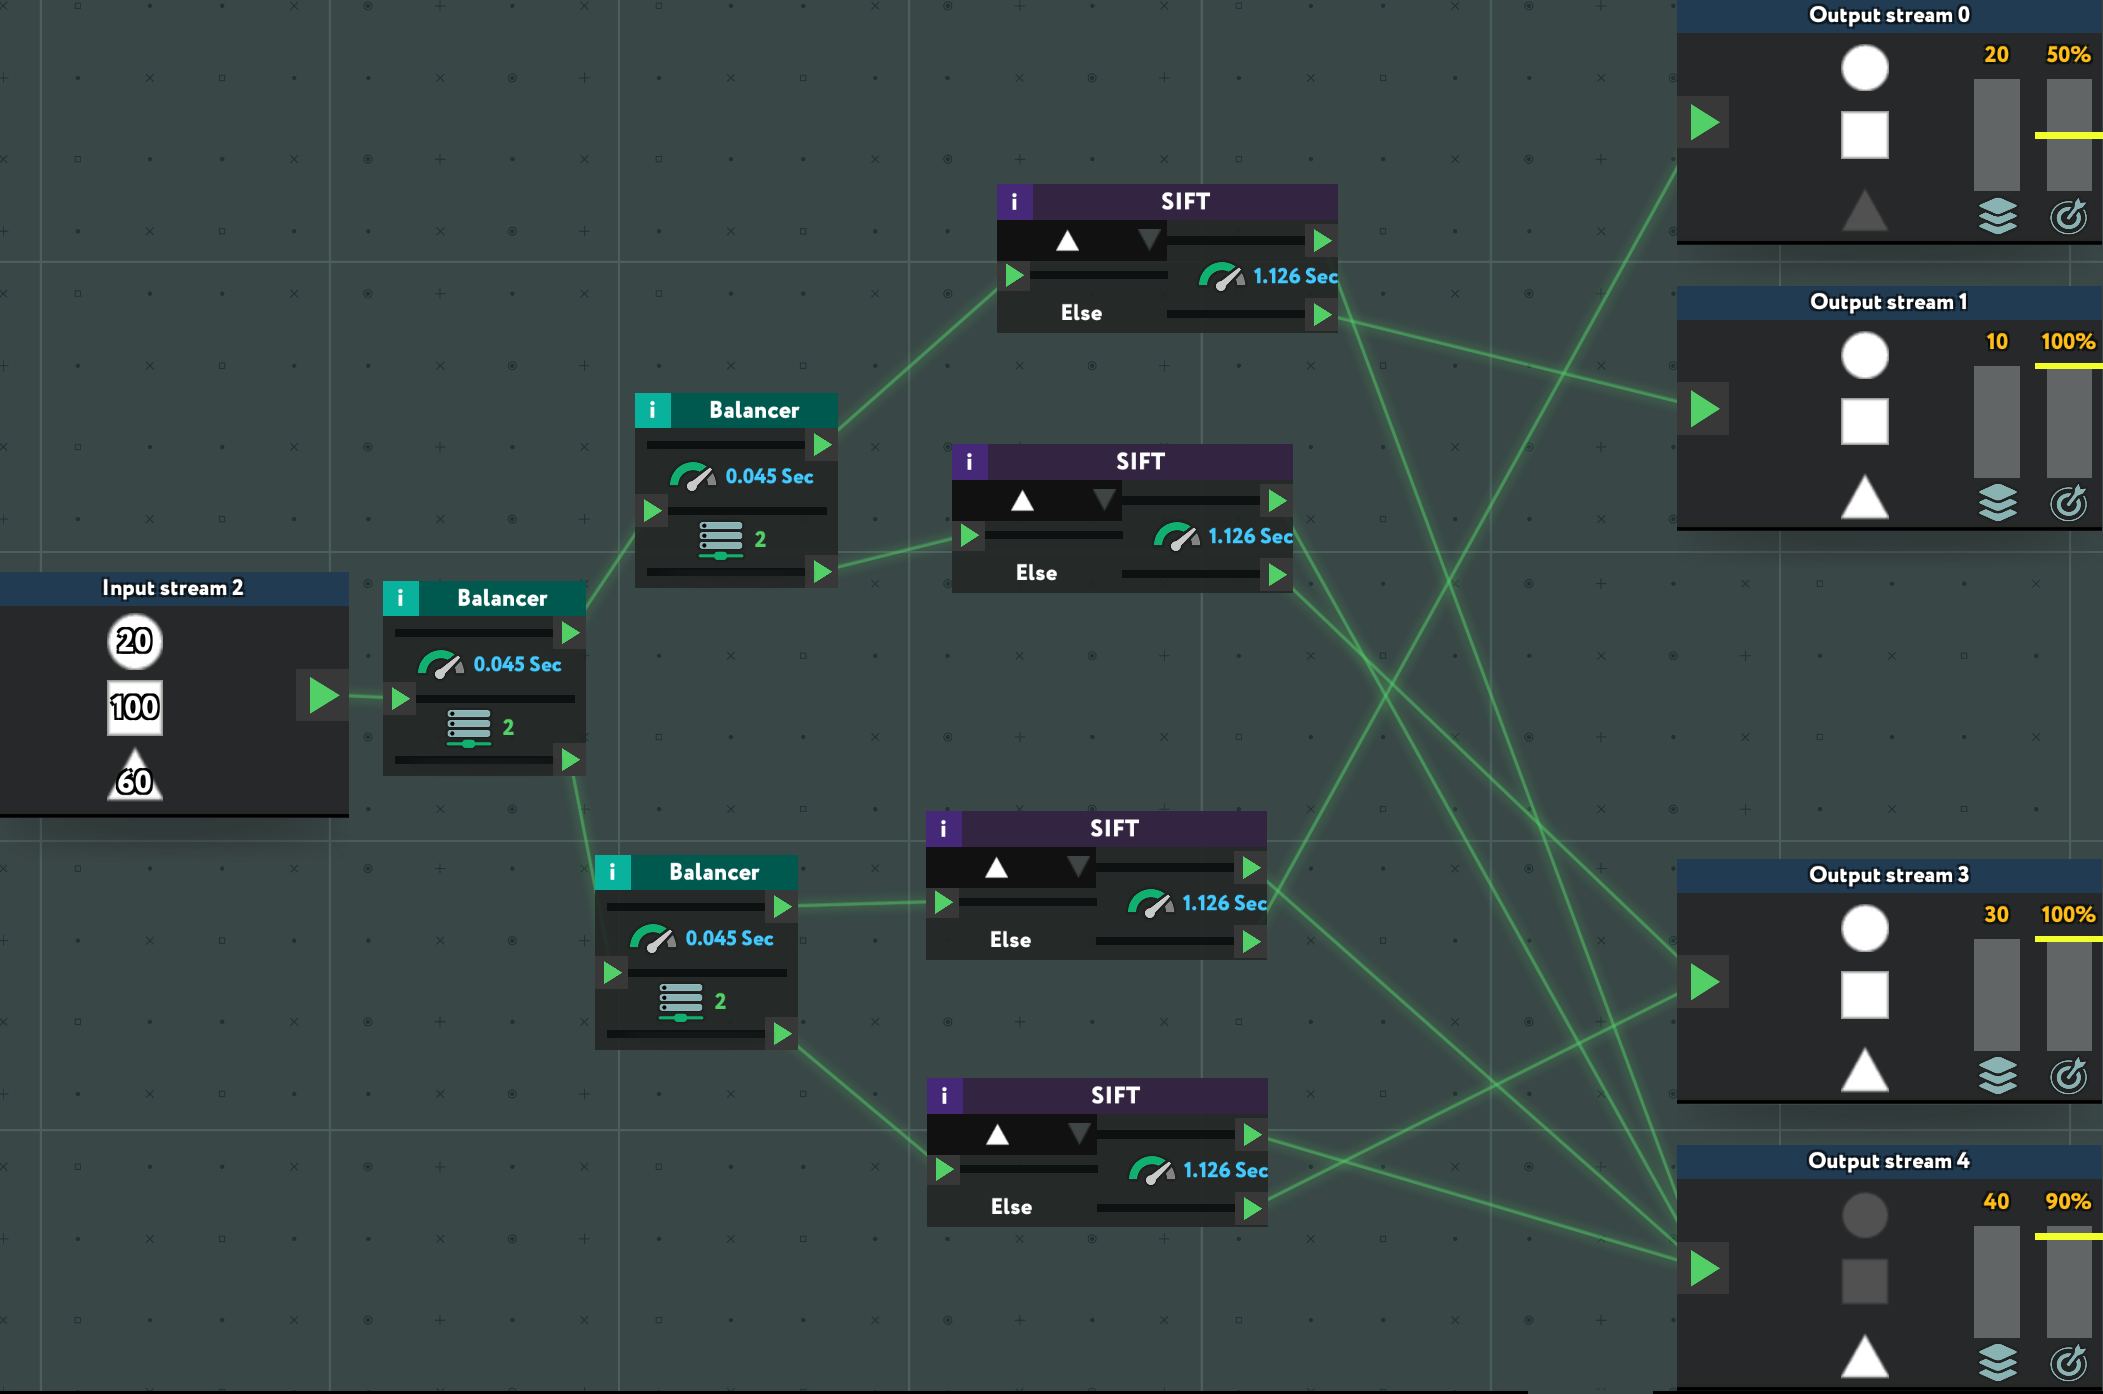 Output stream 0
20 50%
i SIFT
1.126 Sec
Else
Output stream 1
10 100%
i Balancer
0.045 Sec
2
i SIFT
1.126 Sec
Else
Input stream 2
20
100
60
i Balancer
0.045 Sec
2
i SIFT
1.126 Sec
Else
i Balancer
0.045 Sec
2
Output stream 3
30 100%
i SIFT
1.126 Sec
Else
Output stream 4
40 90%